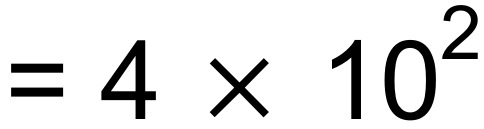 = 4 × 10²